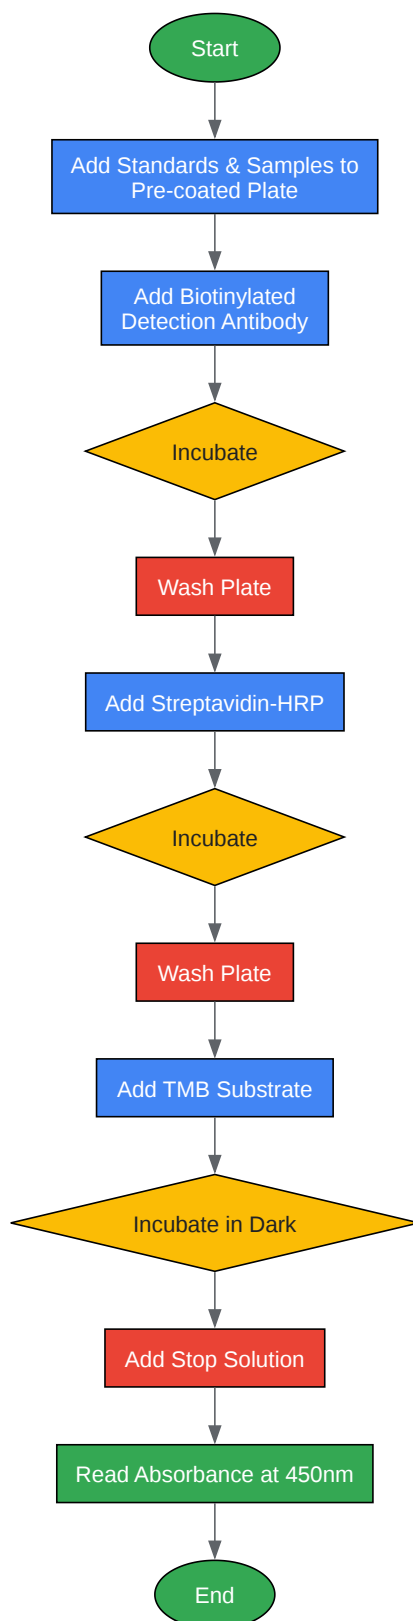 Start
Add Standards & Samples to
Pre-coated Plate
Add Biotinylated
Detection Antibody
Incubate
Wash Plate
Add Streptavidin-HRP
Incubate
Wash Plate
Add TMB Substrate
Incubate in Dark
Add Stop Solution
Read Absorbance at 450nm
End